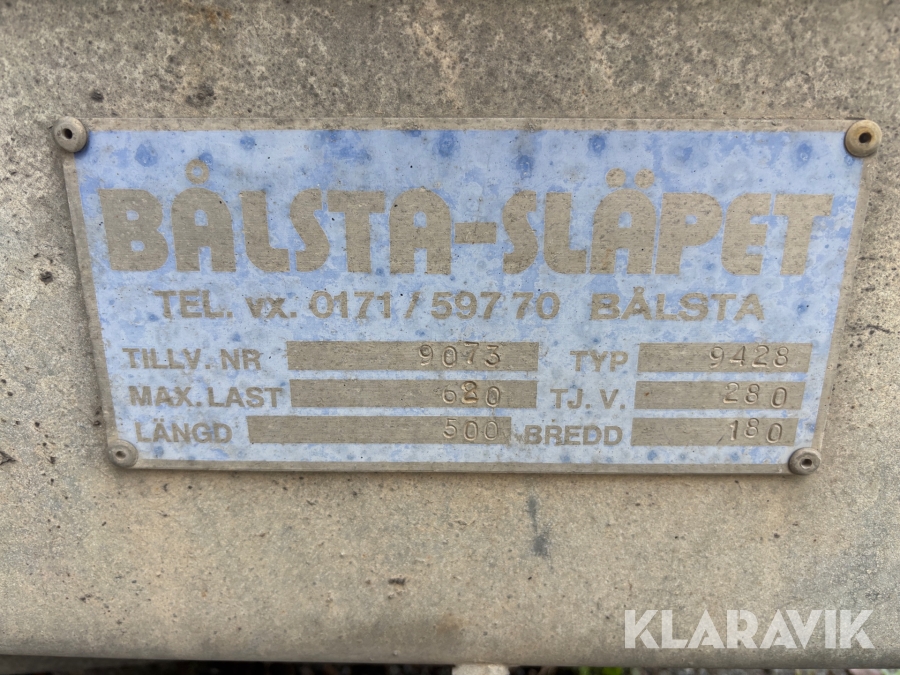 BÅLSTA-SLÄPET
TEL. vx. 0171/597 70 BÅLSTA
TILLV. NR 9073 TYP 9428
MAX. LAST 620 TJ. V. 280
LÄNGD 500 BREDD 180
KLARAVIK